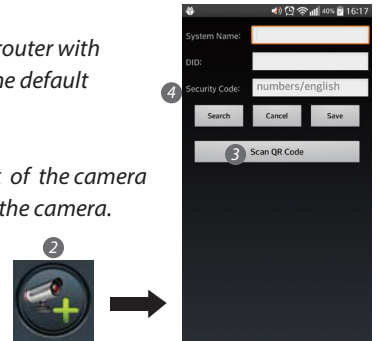 router with
he default
of the camera
the camera.
2
40% 16:17
System Name:
DID:
4 Security Code: numbers/english
Search Cancel Save
3 Scan QR Code